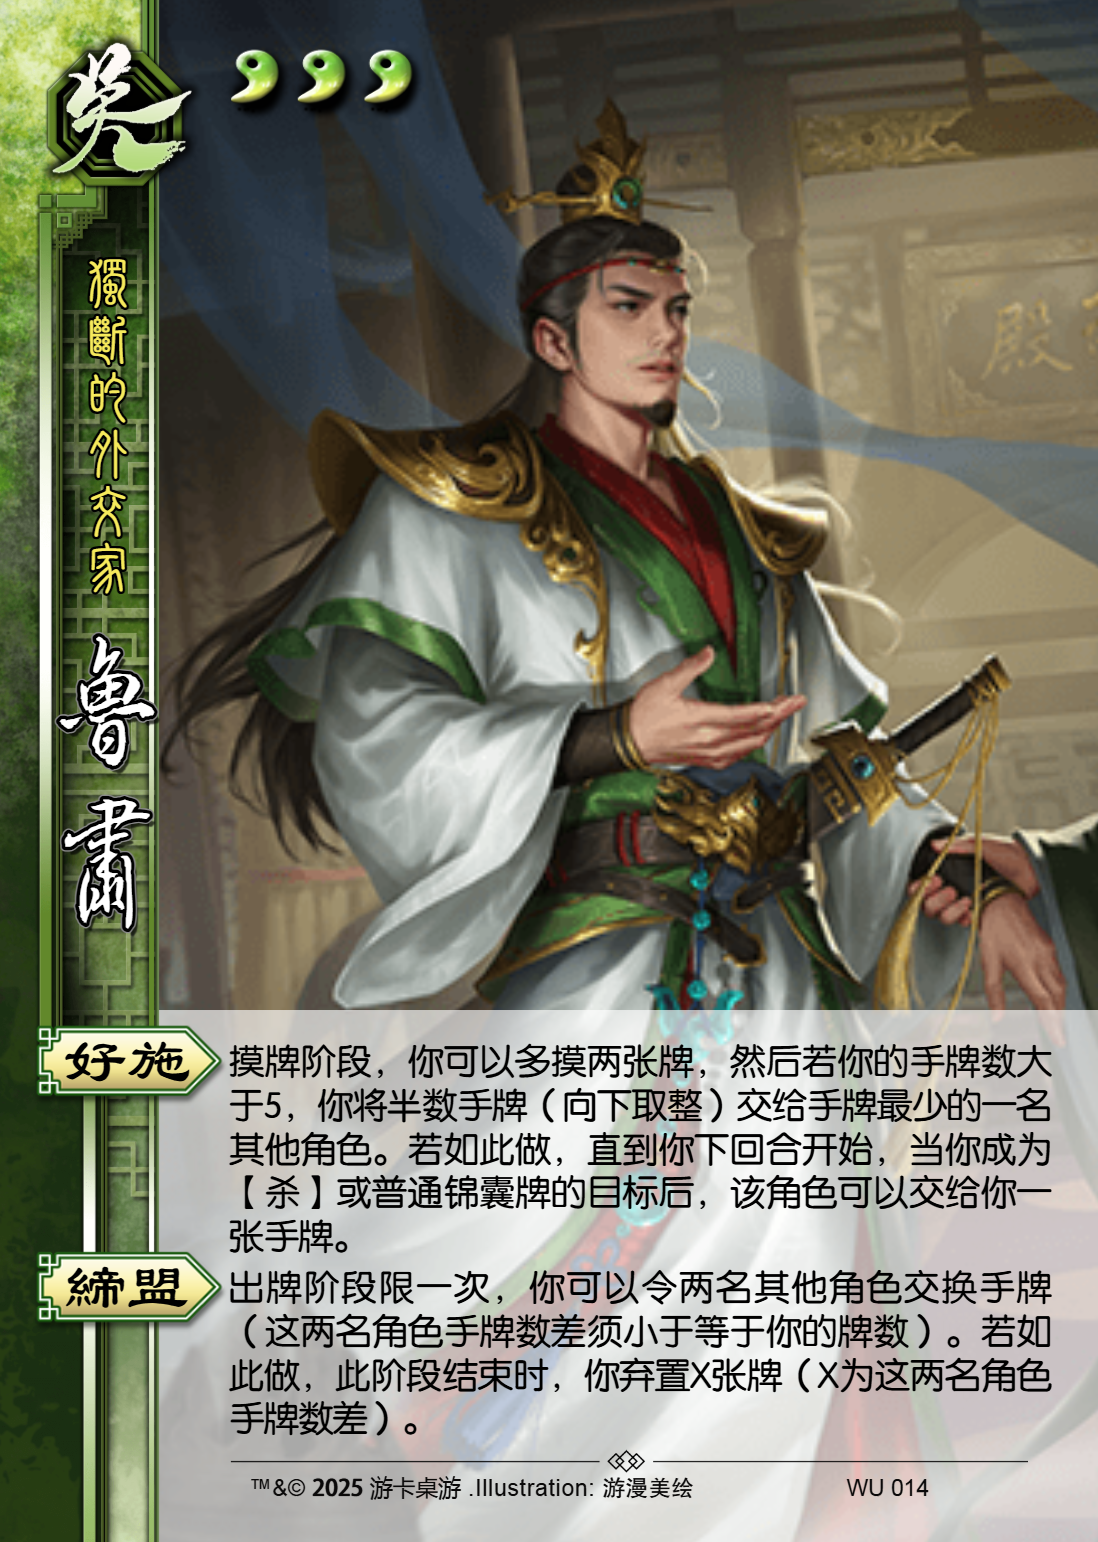 吴
獨斷的外交家
魯肅
殿
好施
摸牌阶段，你可以多摸两张牌，然后若你的手牌数大
于5，你将半数手牌（向下取整）交给手牌最少的一名
其他角色。若如此做，直到你下回合开始，当你成为
【杀】或普通锦囊牌的目标后，该角色可以交给你一
张手牌。
締盟
出牌阶段限一次，你可以令两名其他角色交换手牌
（这两名角色手牌数差须小于等于你的牌数）。若如
此做，此阶段结束时，你弃置X张牌（X为这两名角色
手牌数差）。
™&© 2025 游卡桌游 .Illustration: 游漫美绘
WU 014